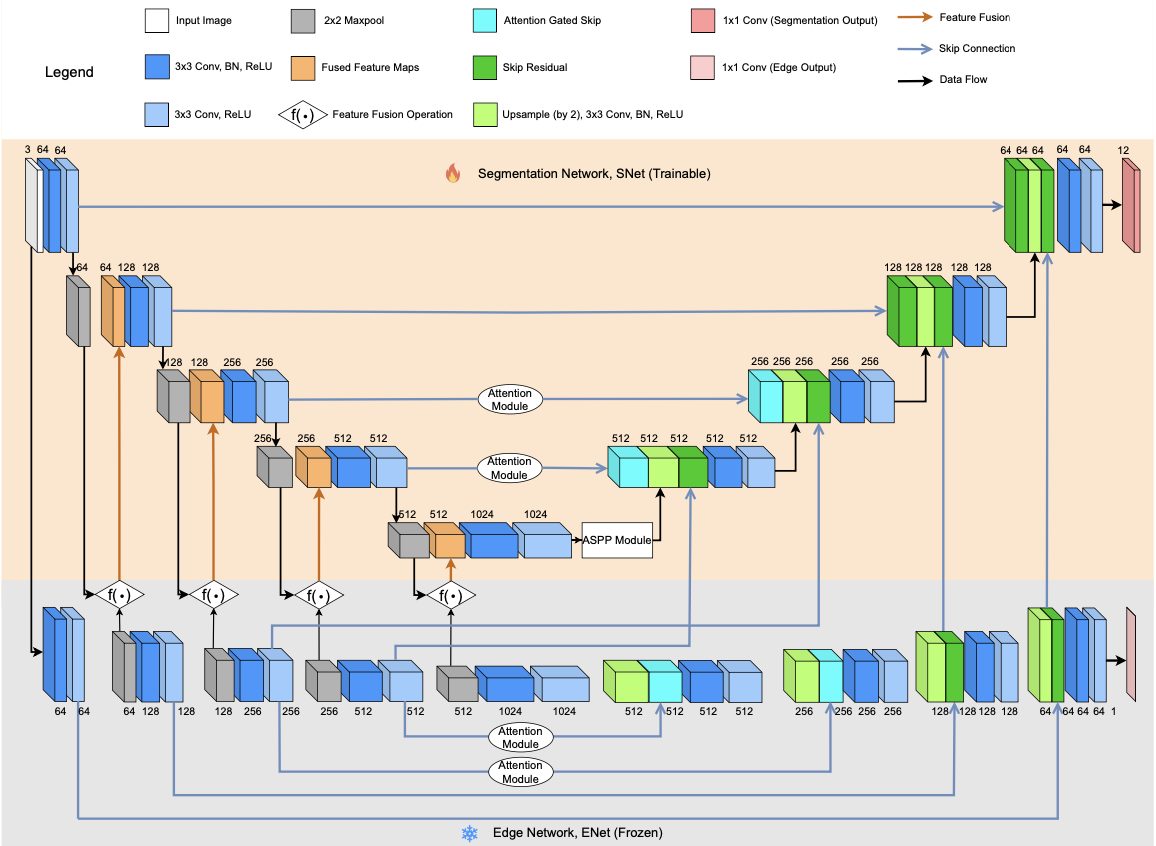 Legend
Input Image
2x2 Maxpool
Attention Gated Skip
1x1 Conv (Segmentation Output)
Feature Fusion
3x3 Conv, BN, ReLU
Fused Feature Maps
Skip Residual
1x1 Conv (Edge Output)
Skip Connection
3x3 Conv, ReLU
f(•)
Feature Fusion Operation
Upsample (by 2), 3x3 Conv, BN, ReLU
Data Flow
Segmentation Network, SNet (Trainable)
3 64 64
64 64 64 64 64 12
64 64 128 128
128 128 128 128 128
128 128 256 256
256 256 256 256 256
Attention
Module
256 256 512 512
512 512 512 512 512
Attention
Module
512 512 1024 1024
ASPP Module
f(•) f(•) f(•) f(•)
64 64 64 128 128 128 256 256 256 512 512 512 1024 1024 512 512 512 512 256 256 256 256 128 128 128 128 64 64 64 64 1
Attention
Module
Attention
Module
Edge Network, ENet (Frozen)